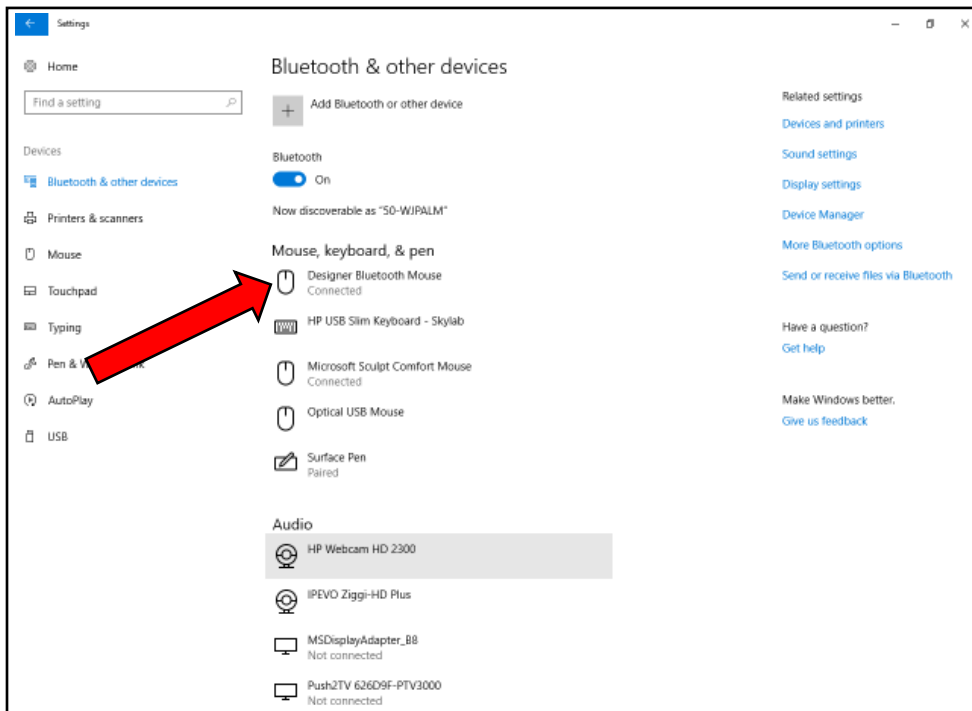 Settings
Home
Find a setting
Devices
Bluetooth & other devices
Printers & scanners
Mouse
Touchpad
Typing
Pen &
AutoPlay
USB
Bluetooth & other devices
Add Bluetooth or other device
Bluetooth
On
Now discoverable as "50-WJPALM"
Mouse, keyboard, & pen
Designer Bluetooth Mouse
Connected
HP USB Slim Keyboard - Skylab
Microsoft Sculpt Comfort Mouse
Connected
Optical USB Mouse
Surface Pen
Paired
Audio
HP Webcam HD 2300
IPEVO Ziggi-HD Plus
MSDisplayAdapter_B8
Not connected
Push2TV 626D9F-PTV3000
Not connected
Related settings
Devices and printers
Sound settings
Display settings
Device Manager
More Bluetooth options
Send or receive files via Bluetooth
Have a question?
Get help
Make Windows better.
Give us feedback